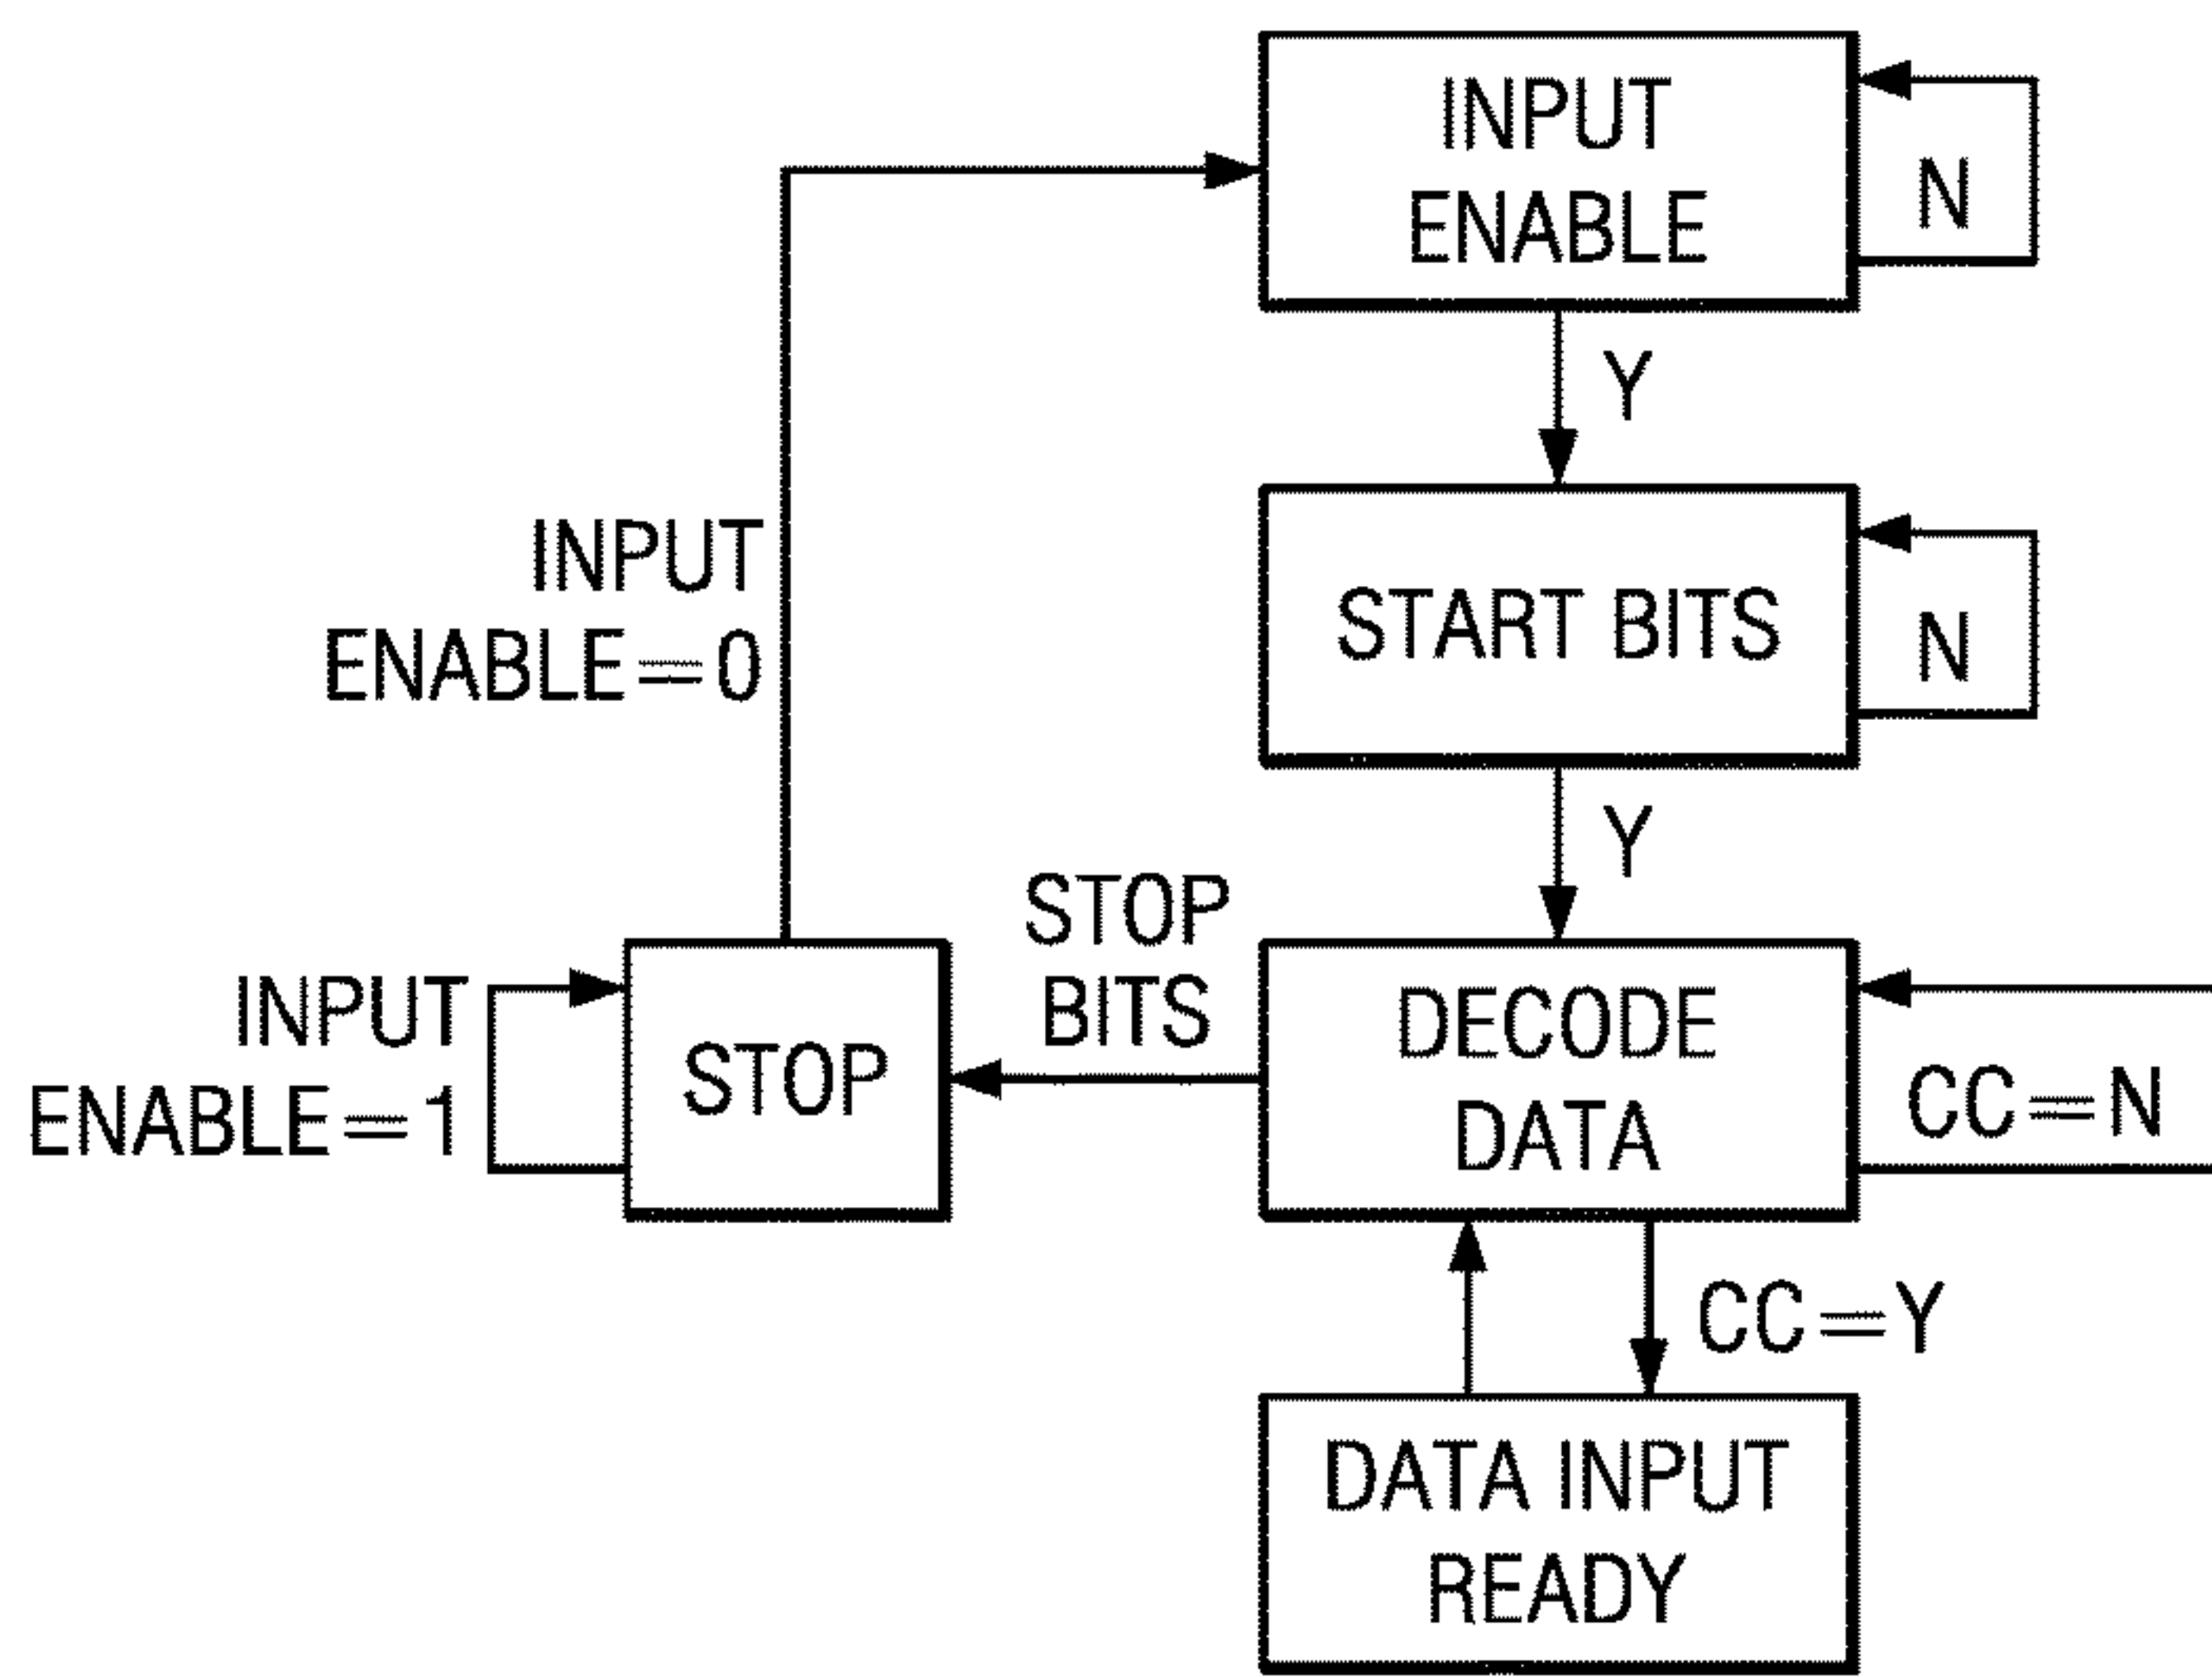 INPUT
ENABLE
N
Y
START BITS
N
INPUT
ENABLE=0
Y
STOP
BITS
DECODE
DATA
CC=N
INPUT
ENABLE=1
STOP
CC=Y
DATA INPUT
READY